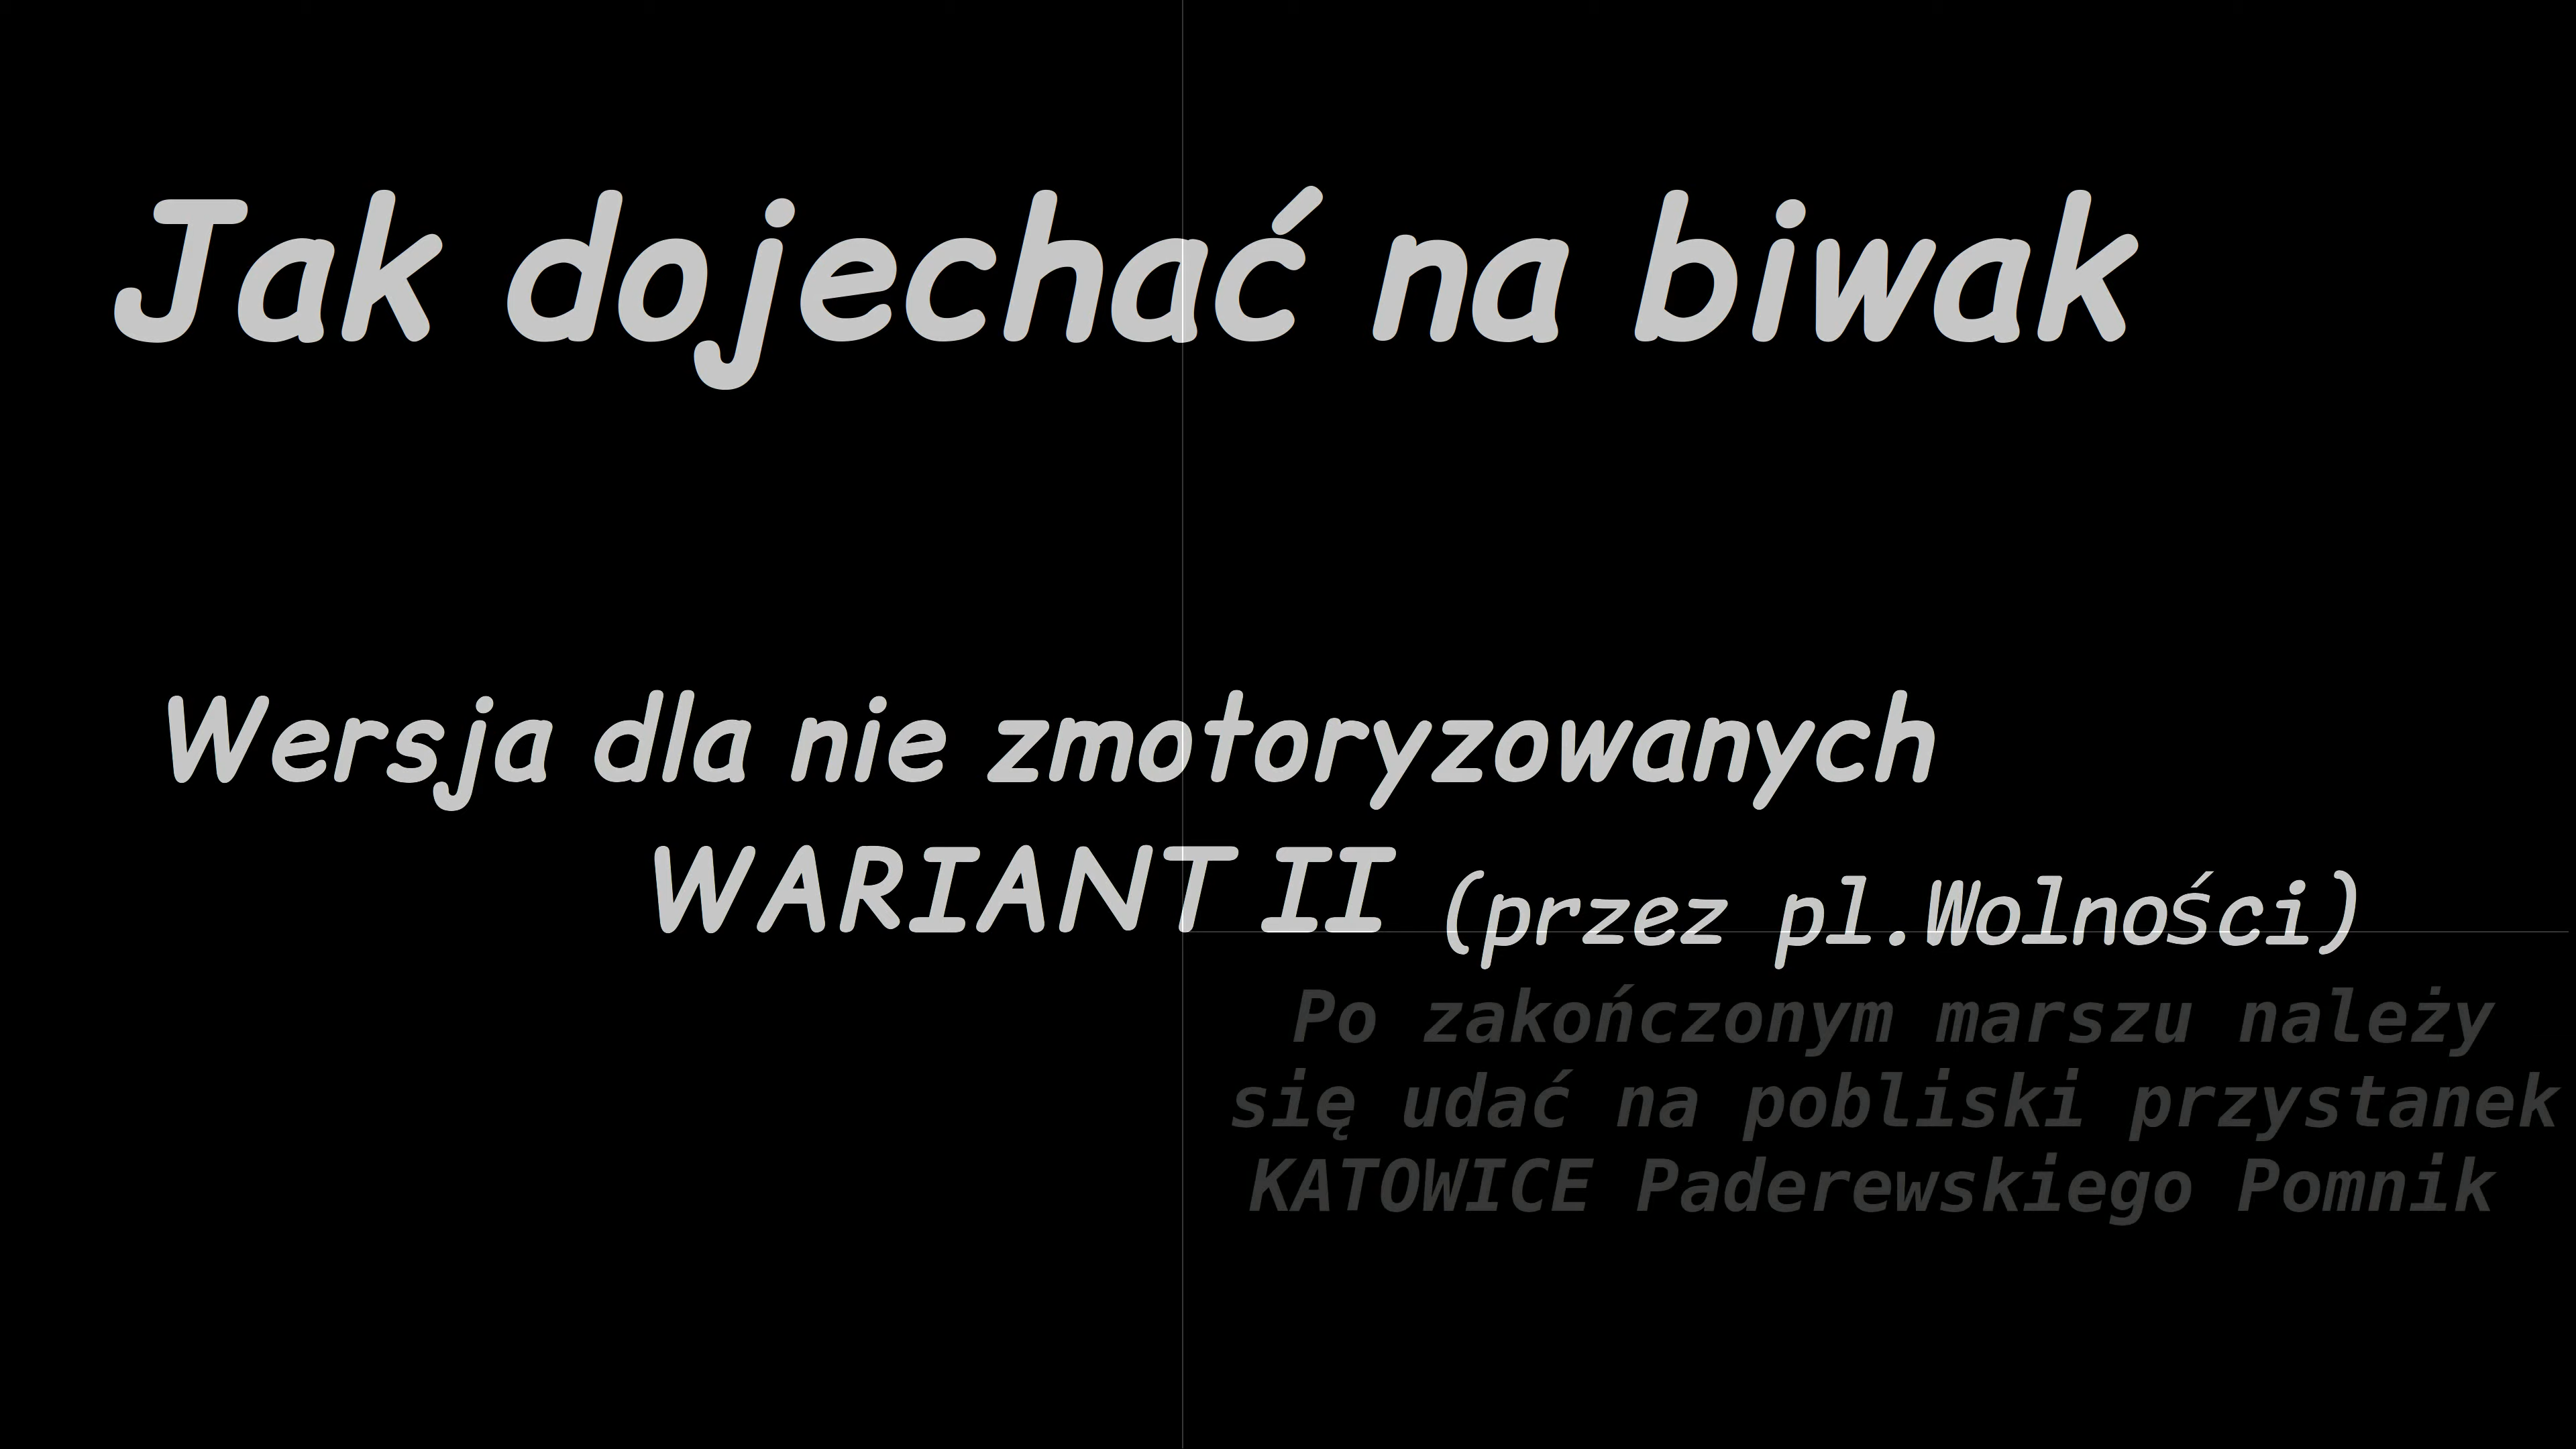 Jak dojechać na biwak
Wersja dla nie zmotoryzowanych
WARIANT II (przez pl.Wolności)
Po zakończonym marszu należy
się udać na pobliski przystanek
KATOWICE Paderewskiego Pomnik